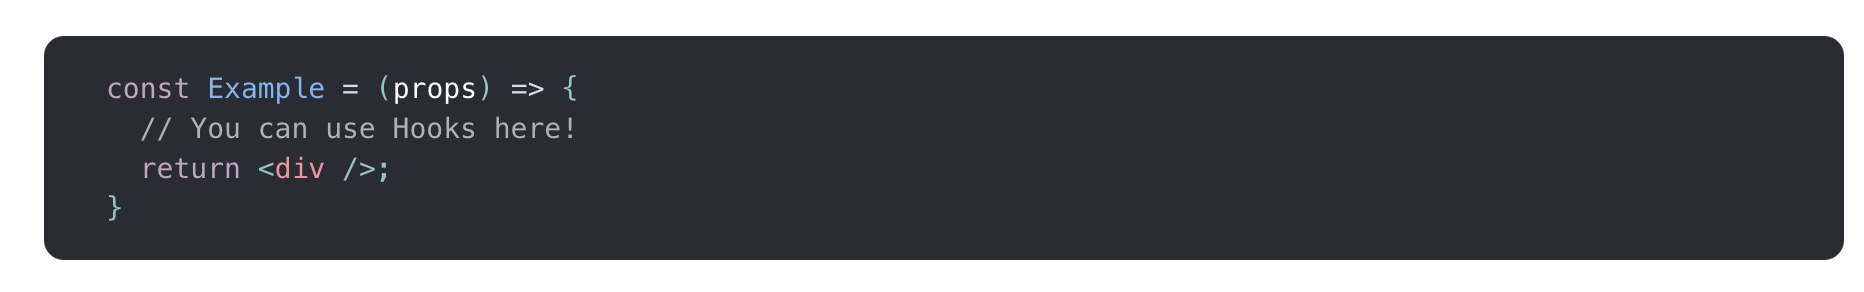 const Example = (props) => {
  // You can use Hooks here!
  return <div />;
}